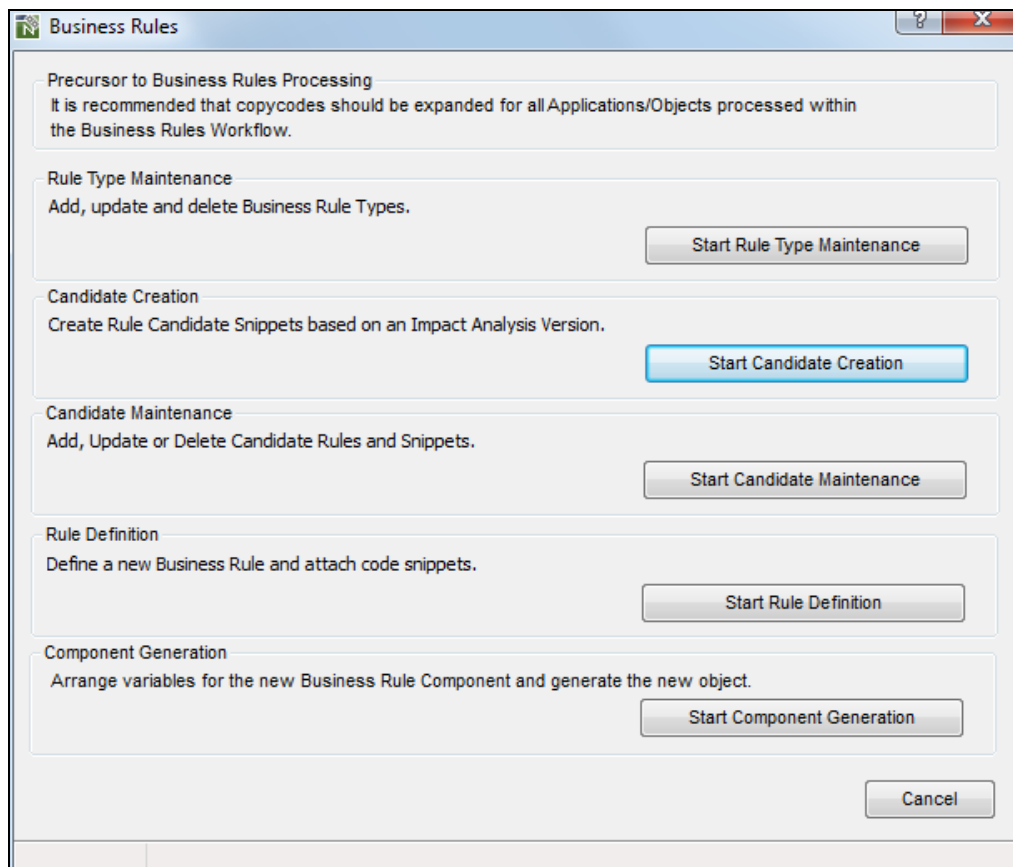 Business Rules
? X
Precursor to Business Rules Processing
It is recommended that copycodes should be expanded for all Applications/Objects processed within
the Business Rules Workflow.
Rule Type Maintenance
Add, update and delete Business Rule Types.
Start Rule Type Maintenance
Candidate Creation
Create Rule Candidate Snippets based on an Impact Analysis Version.
Start Candidate Creation
Candidate Maintenance
Add, Update or Delete Candidate Rules and Snippets.
Start Candidate Maintenance
Rule Definition
Define a new Business Rule and attach code snippets.
Start Rule Definition
Component Generation
Arrange variables for the new Business Rule Component and generate the new object.
Start Component Generation
Cancel